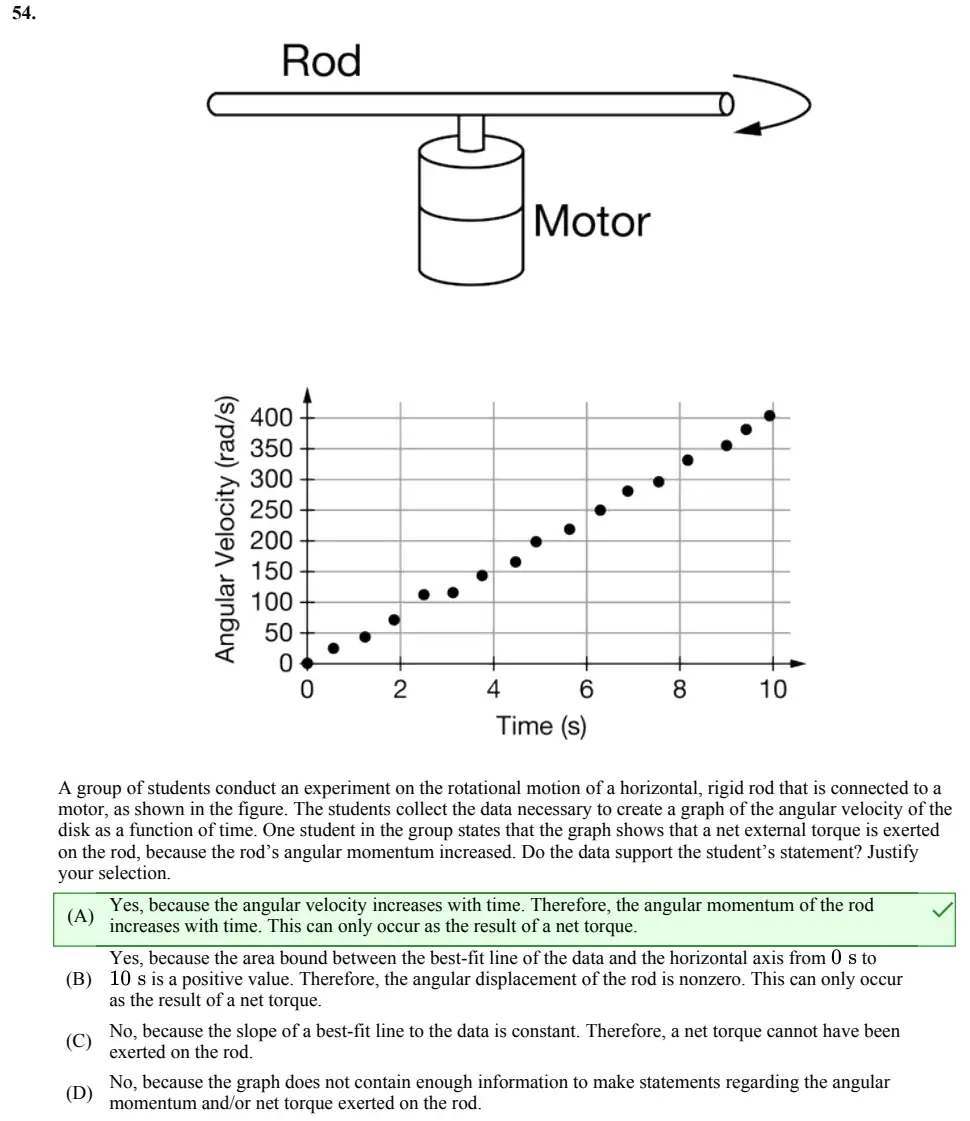 54.
Rod
Motor
Angular Velocity (rad/s)
400
350
300
250
200
150
100
50
0
0 2 4 6 8 10
Time (s)
A group of students conduct an experiment on the rotational motion of a horizontal, rigid rod that is connected to a
motor, as shown in the figure. The students collect the data necessary to create a graph of the angular velocity of the
disk as a function of time. One student in the group states that the graph shows that a net external torque is exerted
on the rod, because the rod’s angular momentum increased. Do the data support the student’s statement? Justify
your selection.
(A) Yes, because the angular velocity increases with time. Therefore, the angular momentum of the rod
increases with time. This can only occur as the result of a net torque.
Yes, because the area bound between the best-fit line of the data and the horizontal axis from 0 s to
(B) 10 s is a positive value. Therefore, the angular displacement of the rod is nonzero. This can only occur
as the result of a net torque.
(C) No, because the slope of a best-fit line to the data is constant. Therefore, a net torque cannot have been
exerted on the rod.
(D) No, because the graph does not contain enough information to make statements regarding the angular
momentum and/or net torque exerted on the rod.